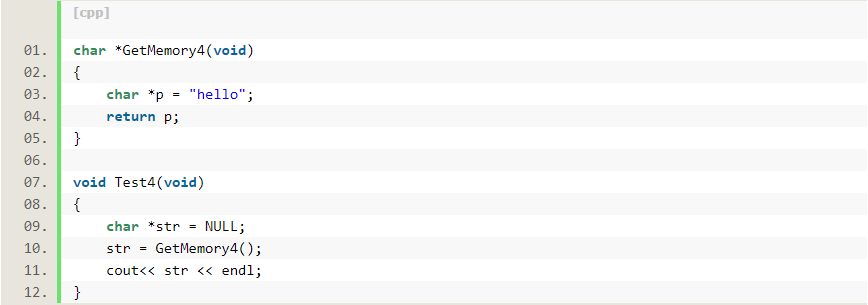 [cpp]
01. char *GetMemory4(void)
02. {
03.     char *p = "hello";
04.     return p;
05. }
06.
07. void Test4(void)
08. {
09.     char *str = NULL;
10.     str = GetMemory4();
11.     cout<< str << endl;
12. }